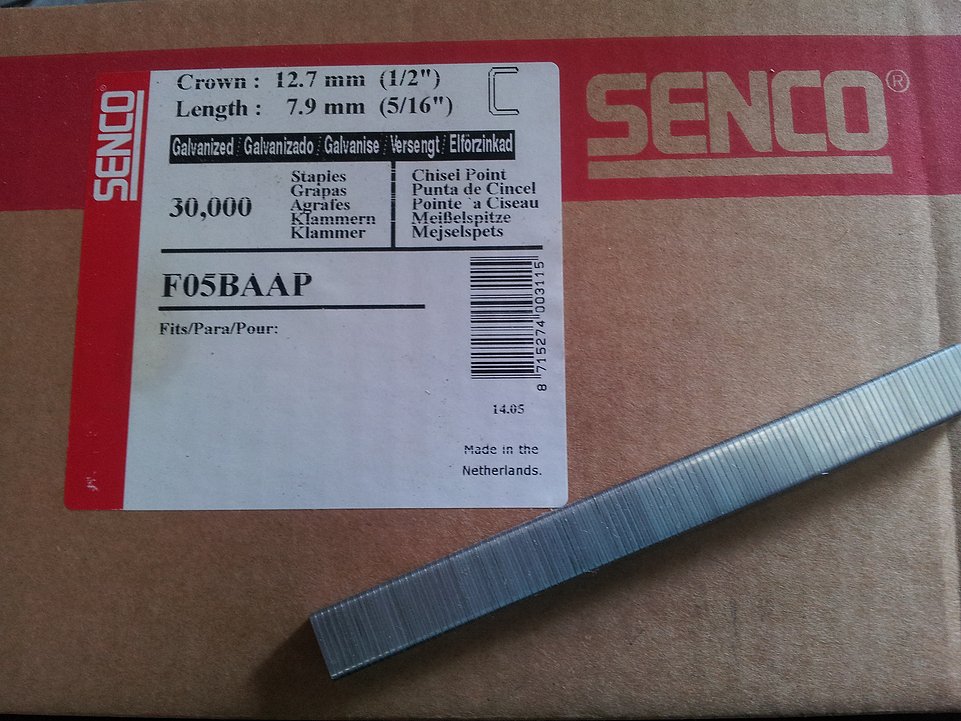 SENCO
Crown : 12.7 mm (1/2")
Length : 7.9 mm (5/16")
SENCO®
Galvanized / Galvanizado / Galvanise / Versengt / Elförzinkad
30,000
Staples
Grapas
Agrafes
Klammern
Klammer
Chisel Point
Punta de Cincel
Pointe `a Ciseau
Meißelspitze
Mejselspets
F05BAAP
Fits/Para/Pour:
8 715274 003115
14.05
Made in the
Netherlands.